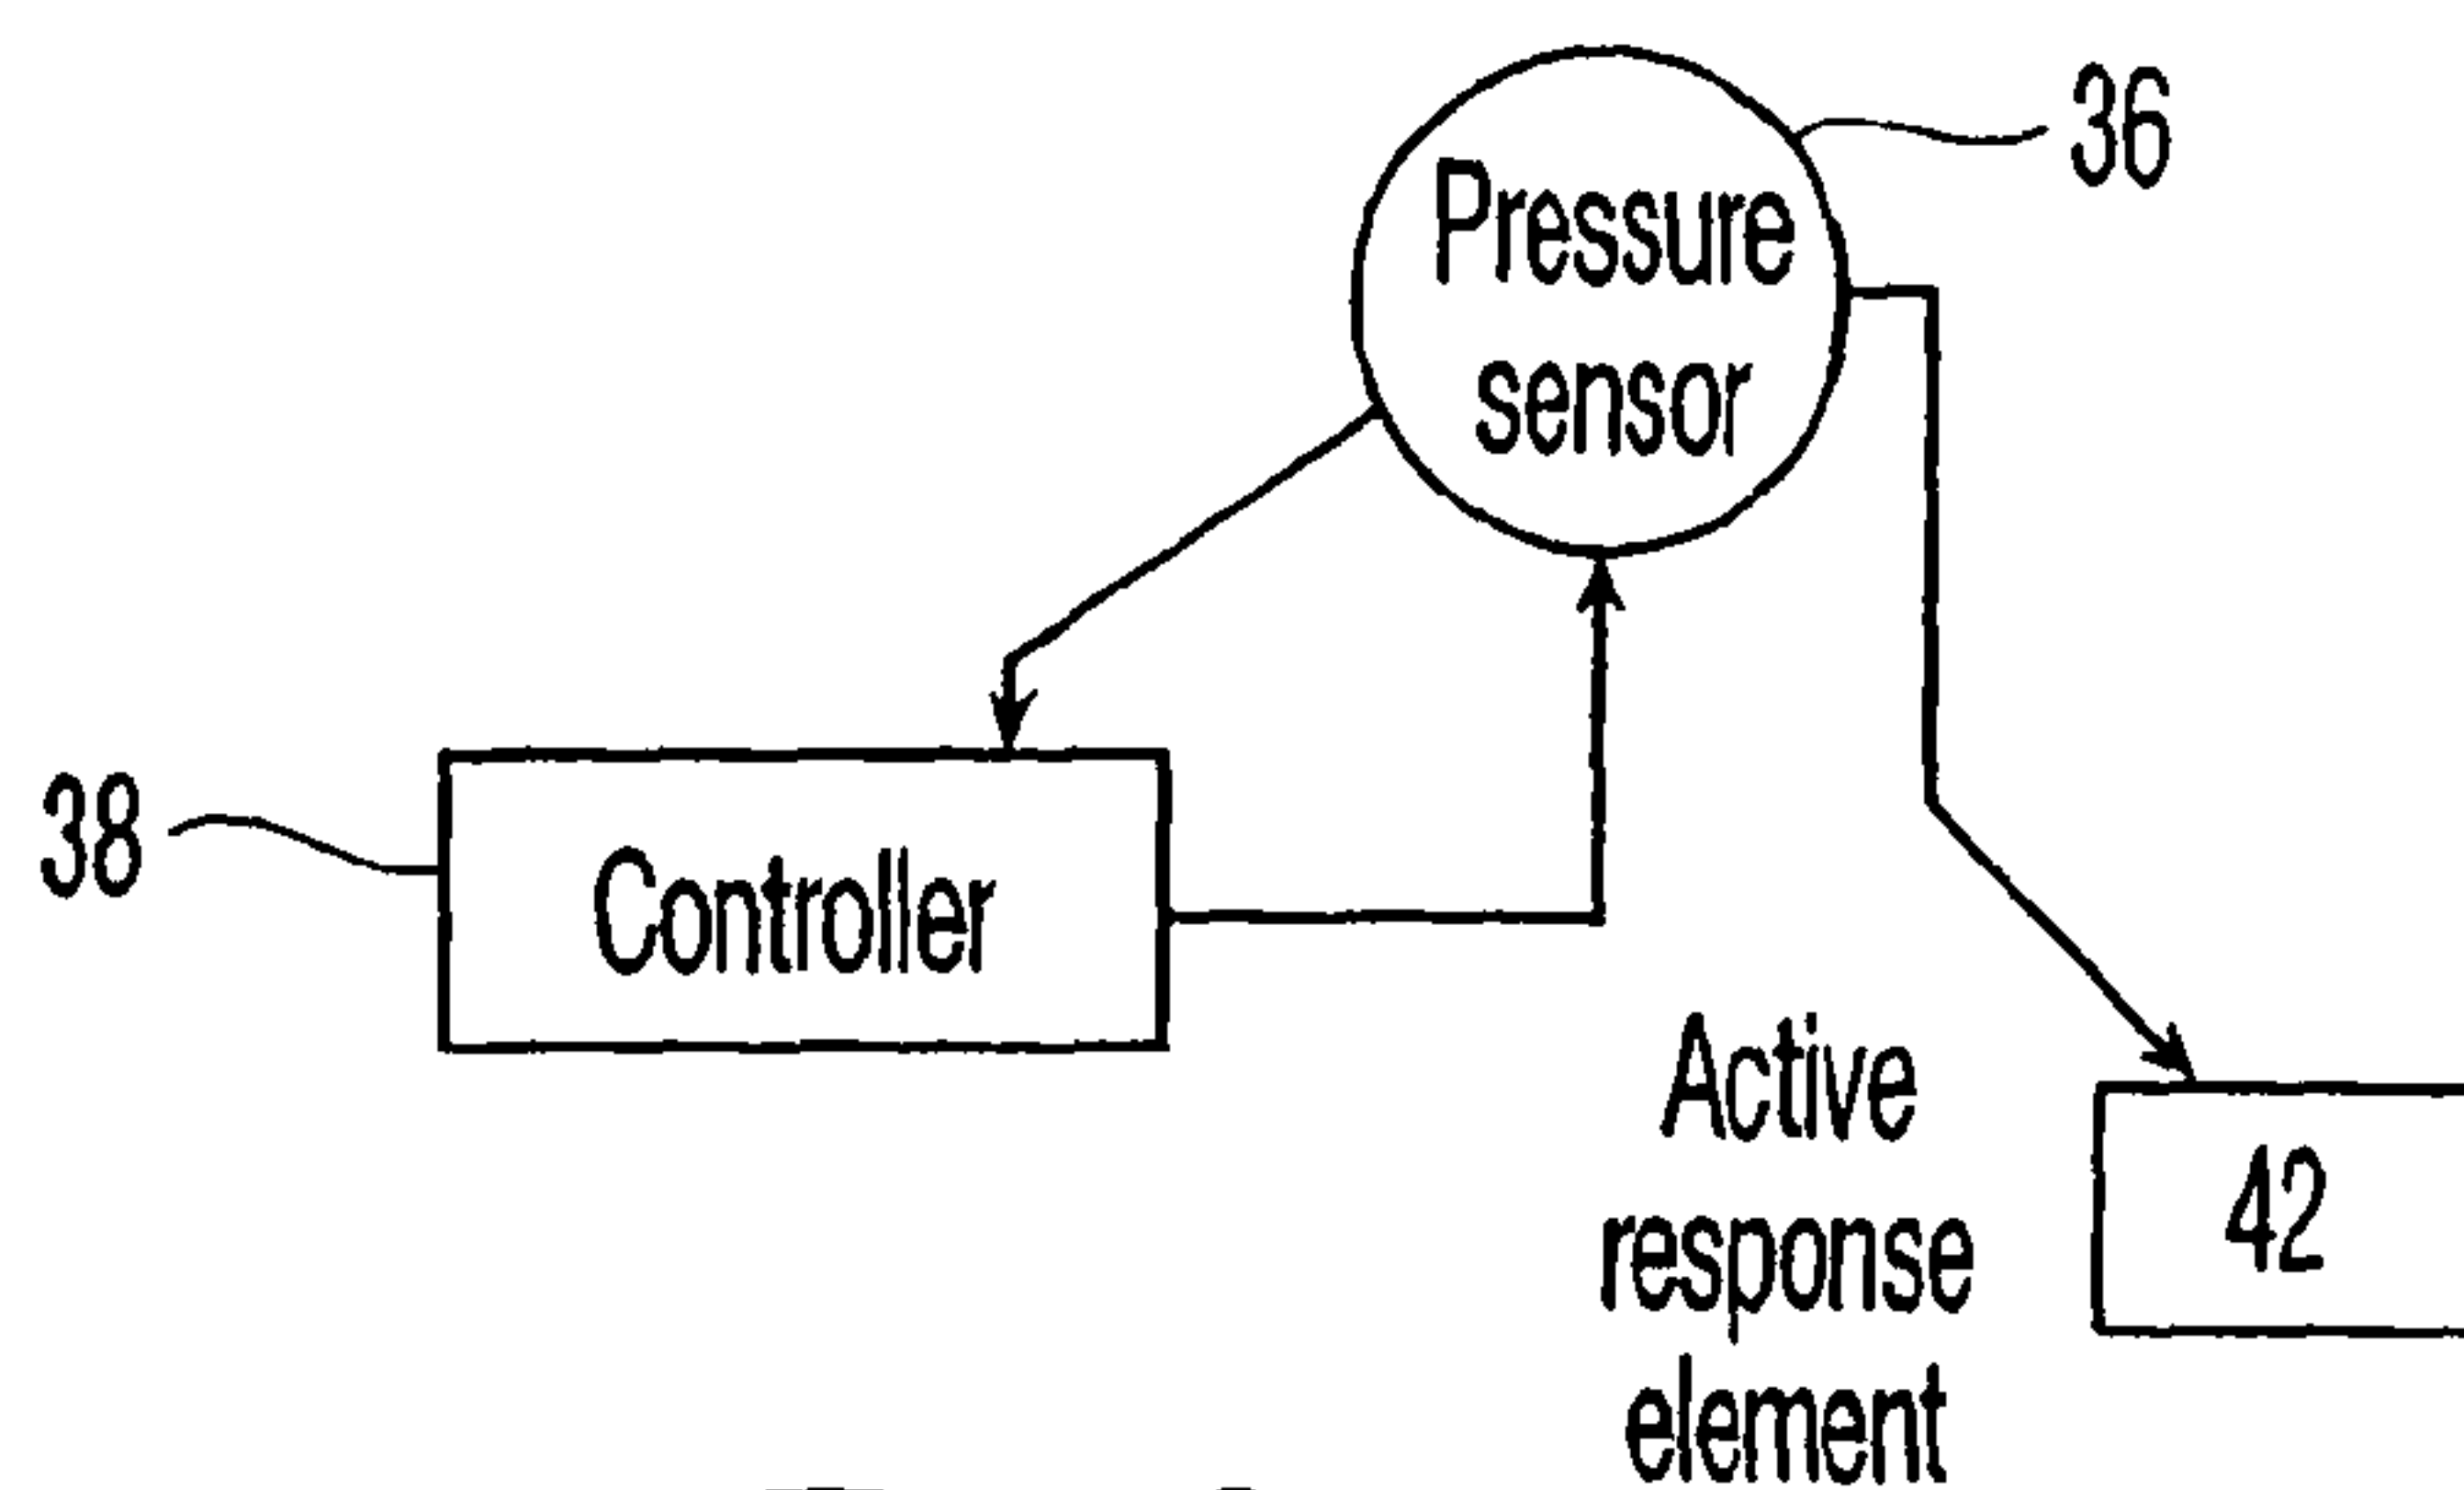 36
Pressure
sensor
38
Controller
Active
response
element
42